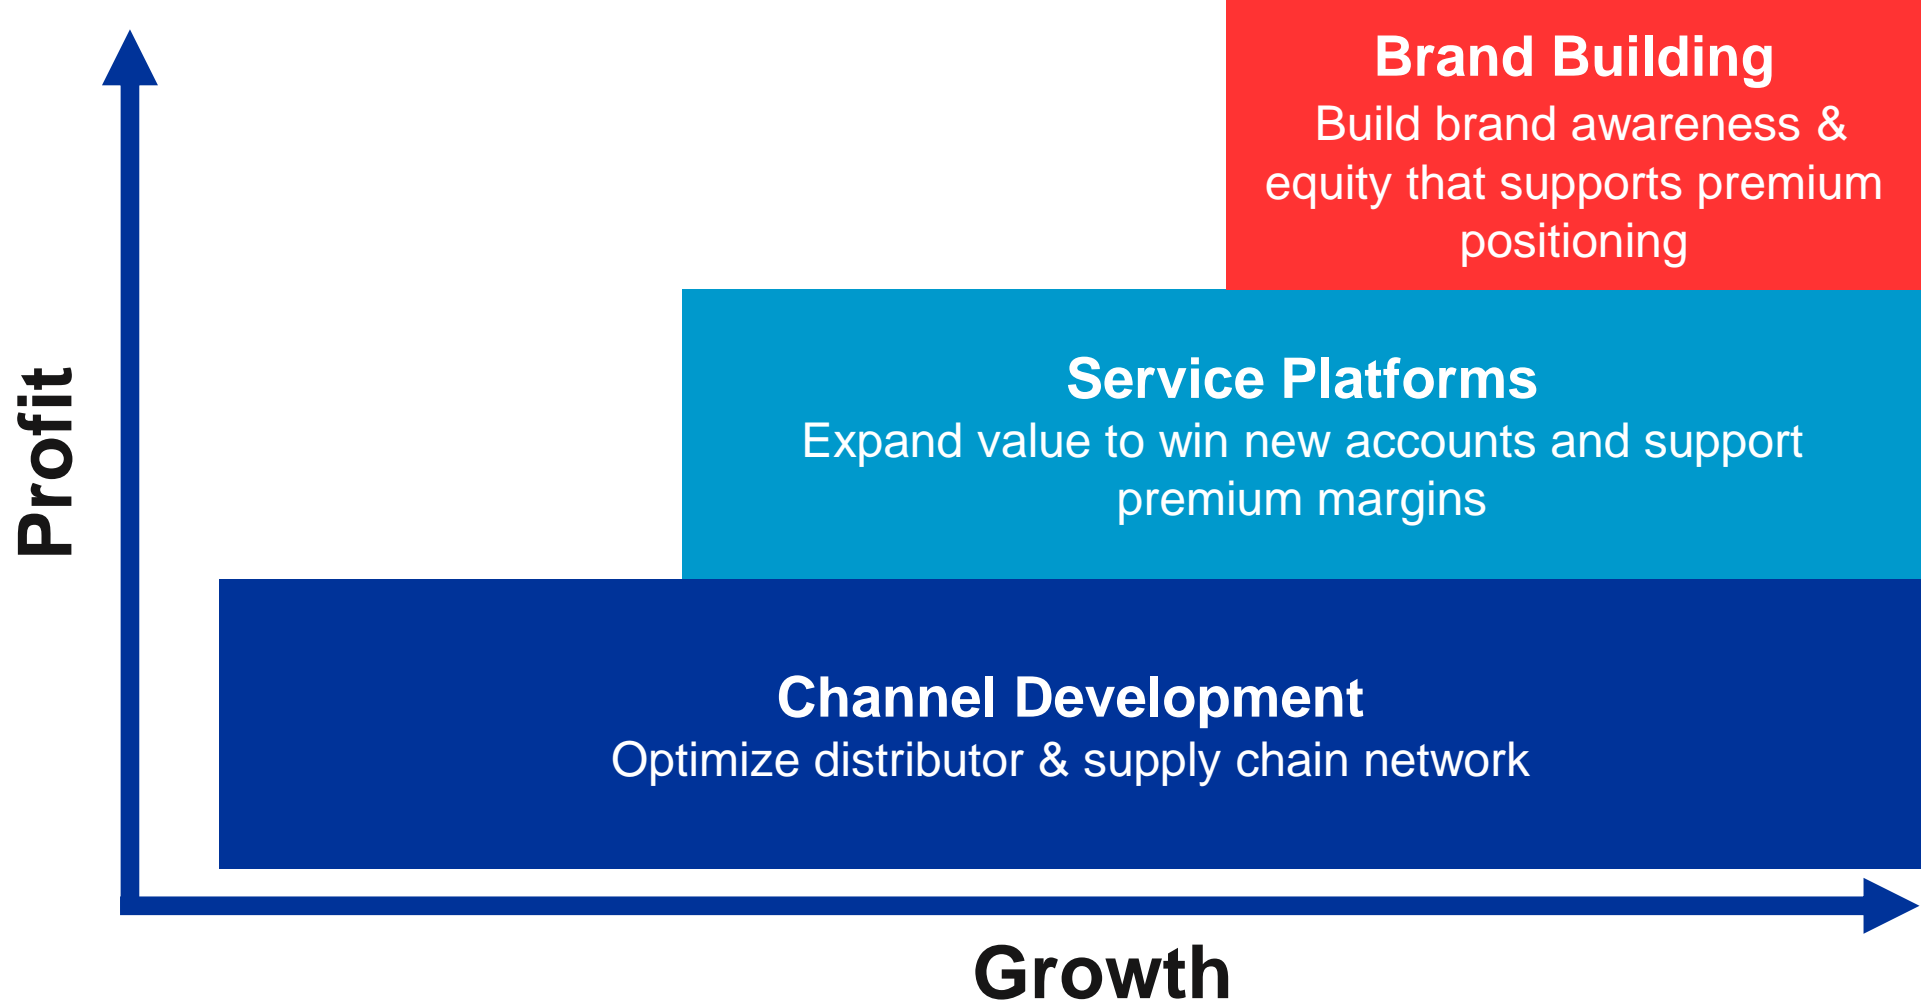 Brand Building
Build brand awareness &
equity that supports premium
positioning
Service Platforms
Expand value to win new accounts and support
premium margins
Channel Development
Optimize distributor & supply chain network
Profit
Growth